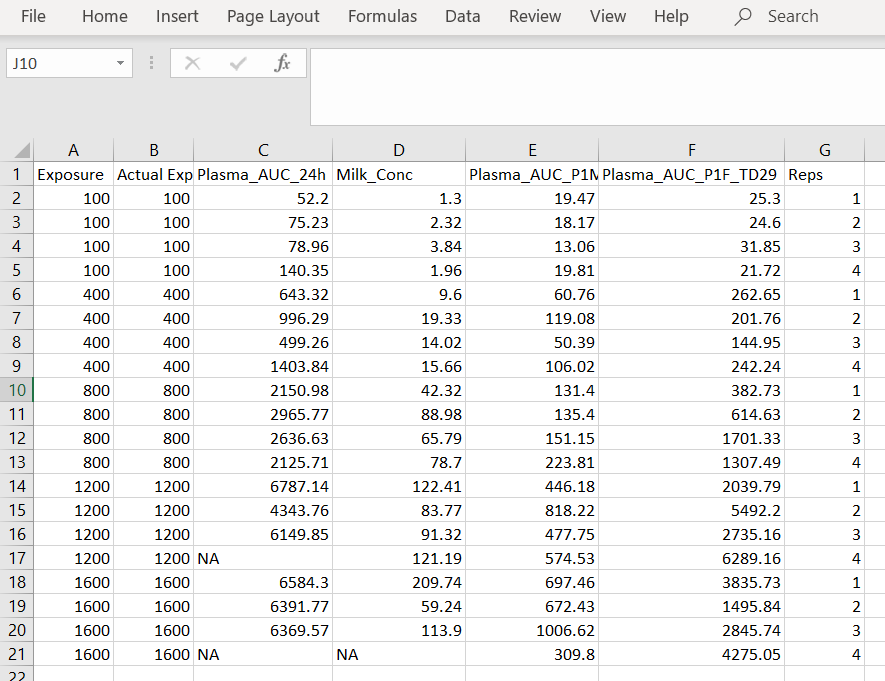 File Home Insert Page Layout Formulas Data Review View Help Search
J10 fx
A B C D E F G
1 Exposure Actual Exp Plasma_AUC_24h Milk_Conc Plasma_AUC_P1M Plasma_AUC_P1F_TD29 Reps
2 100 100 52.2 1.3 19.47 25.3 1
3 100 100 75.23 2.32 18.17 24.6 2
4 100 100 78.96 3.84 13.06 31.85 3
5 100 100 140.35 1.96 19.81 21.72 4
6 400 400 643.32 9.6 60.76 262.65 1
7 400 400 996.29 19.33 119.08 201.76 2
8 400 400 499.26 14.02 50.39 144.95 3
9 400 400 1403.84 15.66 106.02 242.24 4
10 800 800 2150.98 42.32 131.4 382.73 1
11 800 800 2965.77 88.98 135.4 614.63 2
12 800 800 2636.63 65.79 151.15 1701.33 3
13 800 800 2125.71 78.7 223.81 1307.49 4
14 1200 1200 6787.14 122.41 446.18 2039.79 1
15 1200 1200 4343.76 83.77 818.22 5492.2 2
16 1200 1200 6149.85 91.32 477.75 2735.16 3
17 1200 1200 NA 121.19 574.53 6289.16 4
18 1600 1600 6584.3 209.74 697.46 3835.73 1
19 1600 1600 6391.77 59.24 672.43 1495.84 2
20 1600 1600 6369.57 113.9 1006.62 2845.74 3
21 1600 1600 NA NA 309.8 4275.05 4
22